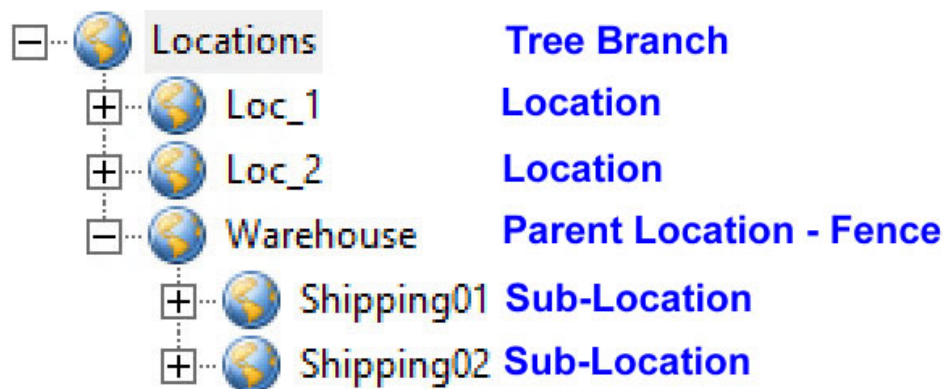 Locations Tree Branch
Loc_1 Location
Loc_2 Location
Warehouse Parent Location - Fence
Shipping01 Sub-Location
Shipping02 Sub-Location